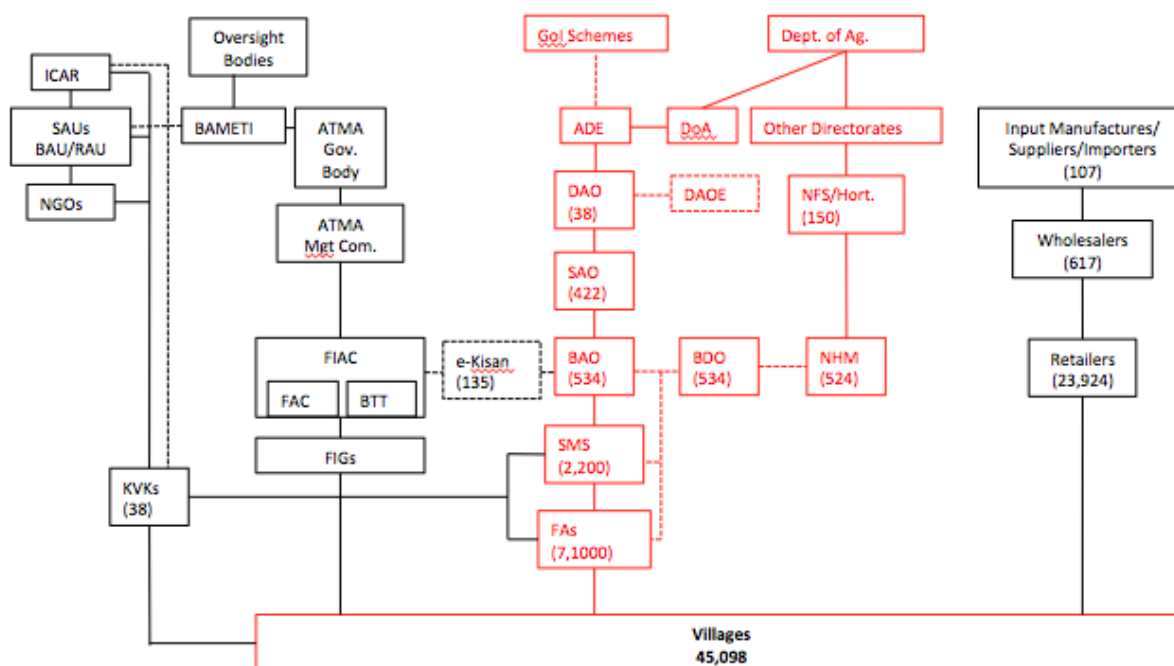 Oversight
Bodies
GoI Schemes
Dept. of Ag.
ICAR
SAUs
BAU/RAU
BAMETI
ATMA
Gov.
Body
ADE
DoA
Other Directorates
Input Manufactures/
Suppliers/Importers
(107)
NGOs
ATMA
Mgt Com.
DAO
(38)
DAOE
NFS/Hort.
(150)
Wholesalers
(617)
SAO
(422)
FIAC
FAC
BTT
e-Kisan
(135)
BAO
(534)
BDO
(534)
NHM
(524)
Retailers
(23,924)
FIGs
SMS
(2,200)
KVKs
(38)
FAs
(7,1000)
Villages
45,098